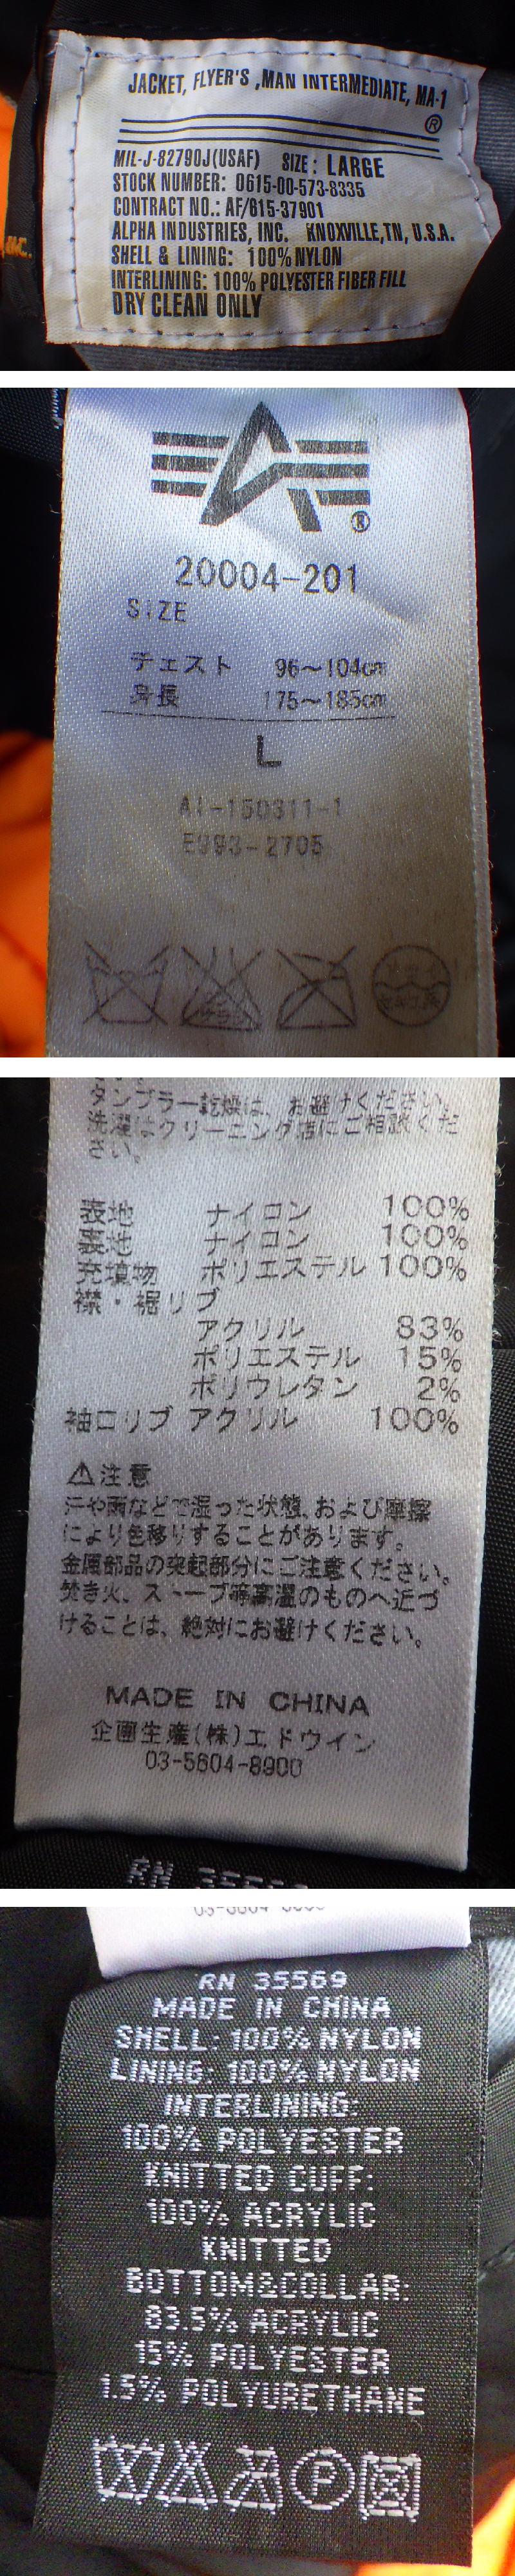 JACKET, FLYER'S ,MAN INTERMEDIATE, MA-1
®
MIL-J-82790J(USAF) SIZE: LARGE
STOCK NUMBER: 0615-00-573-8335
CONTRACT NO.: AF/615-37901
ALPHA INDUSTRIES, INC. KNOXVILLE,TN, U.S.A.
SHELL & LINING: 100% NYLON
INTERLINING: 100% POLYESTER FIBER FILL
DRY CLEAN ONLY
®
20004-201
SIZE
チェスト 96～104cm
身長 175～185cm
L
AI-150311-1
E993-2705
タンブラー乾燥は、お避けください。
洗濯はクリーニング店にご相談くだ
さい。
表地 ナイロン 100%
裏地 ナイロン 100%
充填物 ポリエステル 100%
襟・裾リブ
アクリル 83%
ポリエステル 15%
ポリウレタン 2%
袖口リブ アクリル 100%
⚠注意
汗や雨などで湿った状態、および摩擦
により色移りすることがあります。
金属部品の突起部分にご注意ください。
焚き火、ストーブ等高温のものへ近づ
けることは、絶対にお避けください。
MADE IN CHINA
企画生産(株)エドウイン
03-5604-8900
RN 35569
MADE IN CHINA
SHELL: 100% NYLON
LINING: 100% NYLON
INTERLINING:
100% POLYESTER
KNITTED CUFF:
100% ACRYLIC
KNITTED
BOTTOM&COLLAR:
83.5% ACRYLIC
15% POLYESTER
1.5% POLYURETHANE
P